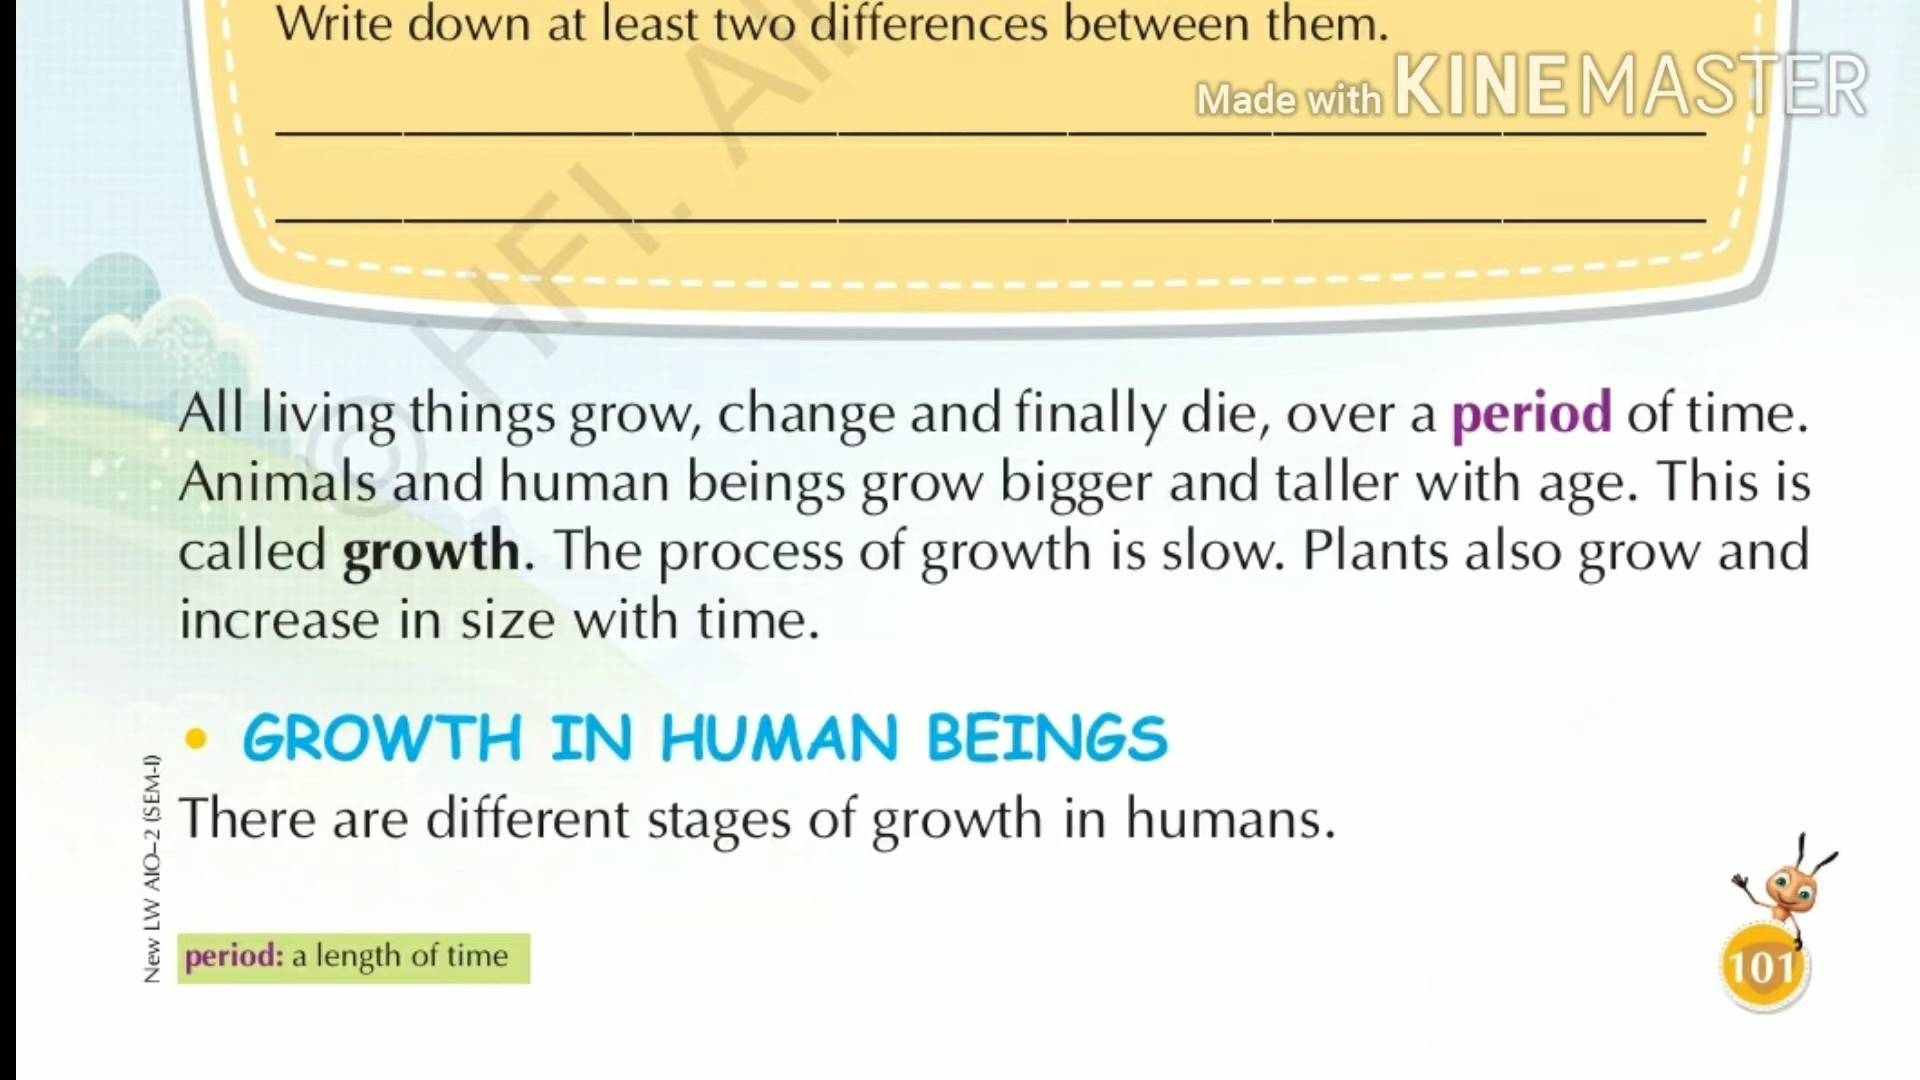 Write down at least two differences between them.
Made with KINEMASTER
© HFI. All
All living things grow, change and finally die, over a period of time.
Animals and human beings grow bigger and taller with age. This is
called growth. The process of growth is slow. Plants also grow and
increase in size with time.
• GROWTH IN HUMAN BEINGS
There are different stages of growth in humans.
New LW AIO–2 (SEM-I)
period: a length of time
101